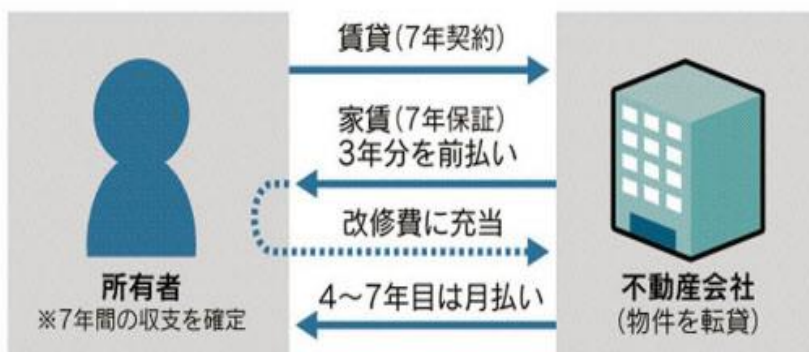 賃貸(7年契約)
家賃(7年保証)
3年分を前払い
改修費に充当
4〜7年目は月払い
所有者
※7年間の収支を確定
不動産会社
(物件を転貸)